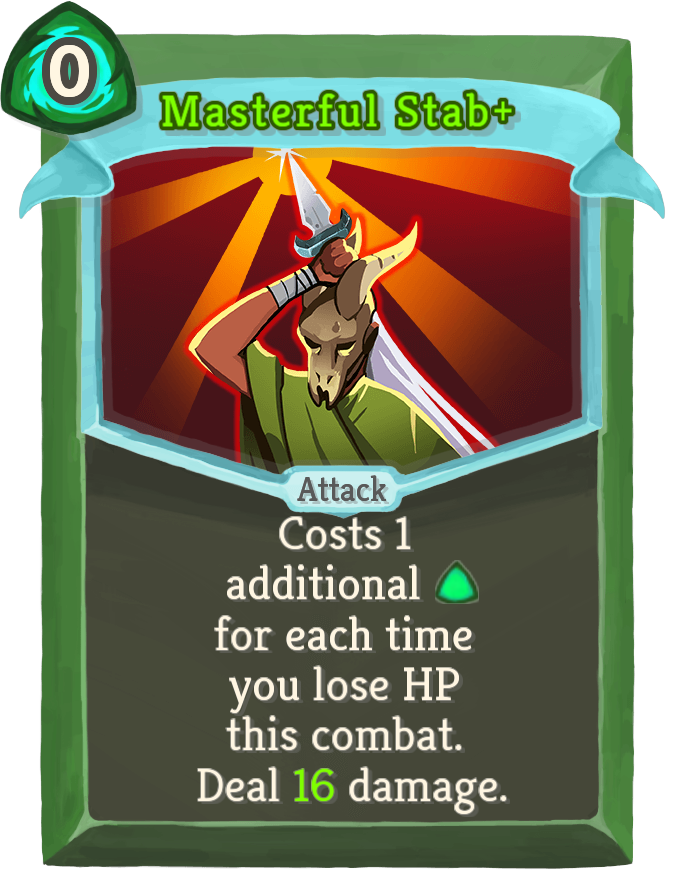 0
Masterful Stab+
Attack
Costs 1
additional
for each time
you lose HP
this combat.
Deal 16 damage.